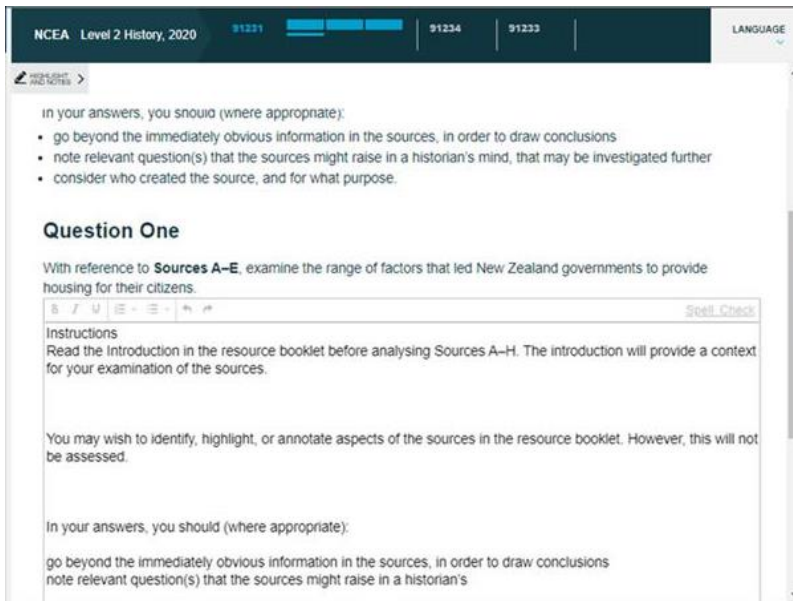 NCEA Level 2 History, 2020
91231
91234
91233
LANGUAGE
HIGHLIGHT
AND NOTES
In your answers, you should (where appropriate):
go beyond the immediately obvious information in the sources, in order to draw conclusions
note relevant question(s) that the sources might raise in a historian's mind, that may be investigated further
consider who created the source, and for what purpose.
Question One
With reference to Sources A–E, examine the range of factors that led New Zealand governments to provide
housing for their citizens.
B I U
Spell Check
Instructions
Read the Introduction in the resource booklet before analysing Sources A–H. The introduction will provide a context
for your examination of the sources.
You may wish to identify, highlight, or annotate aspects of the sources in the resource booklet. However, this will not
be assessed.
In your answers, you should (where appropriate):
go beyond the immediately obvious information in the sources, in order to draw conclusions
note relevant question(s) that the sources might raise in a historian's